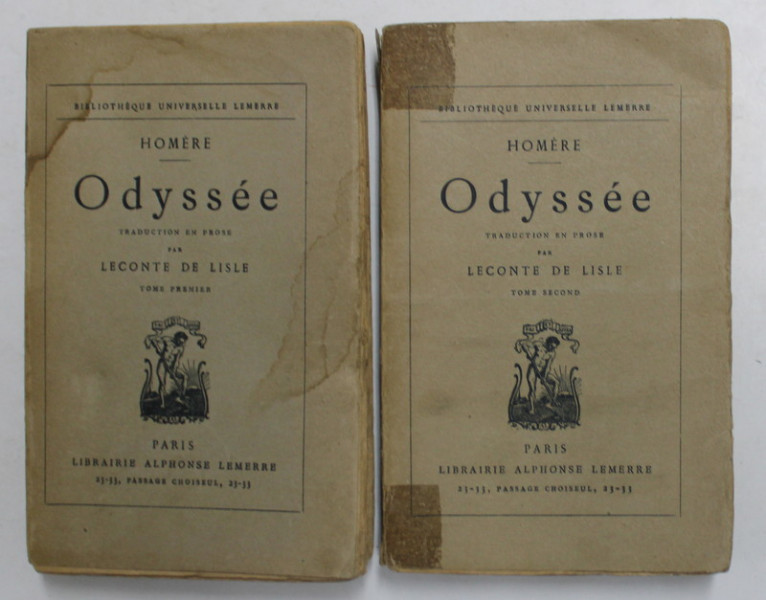 BIBLIOTHÈQUE UNIVERSELLE LEMERRE
HOMÈRE
Odyssée
TRADUCTION EN PROSE
PAR
LECONTE DE LISLE
TOME PREMIER
PARIS
LIBRAIRIE ALPHONSE LEMERRE
23-33, PASSAGE CHOISEUL, 23-33
BIBLIOTHÈQUE UNIVERSELLE LEMERRE
HOMÈRE
Odyssée
TRADUCTION EN PROSE
PAR
LECONTE DE LISLE
TOME SECOND
PARIS
LIBRAIRIE ALPHONSE LEMERRE
23-33, PASSAGE CHOISEUL, 23-33